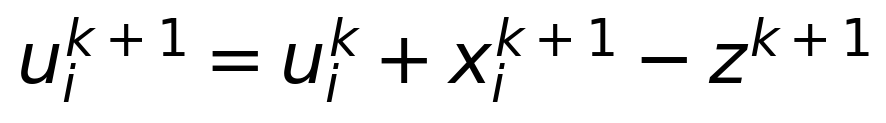 $u_i^{k+1} = u_i^k + x_i^{k+1} - z^{k+1}$